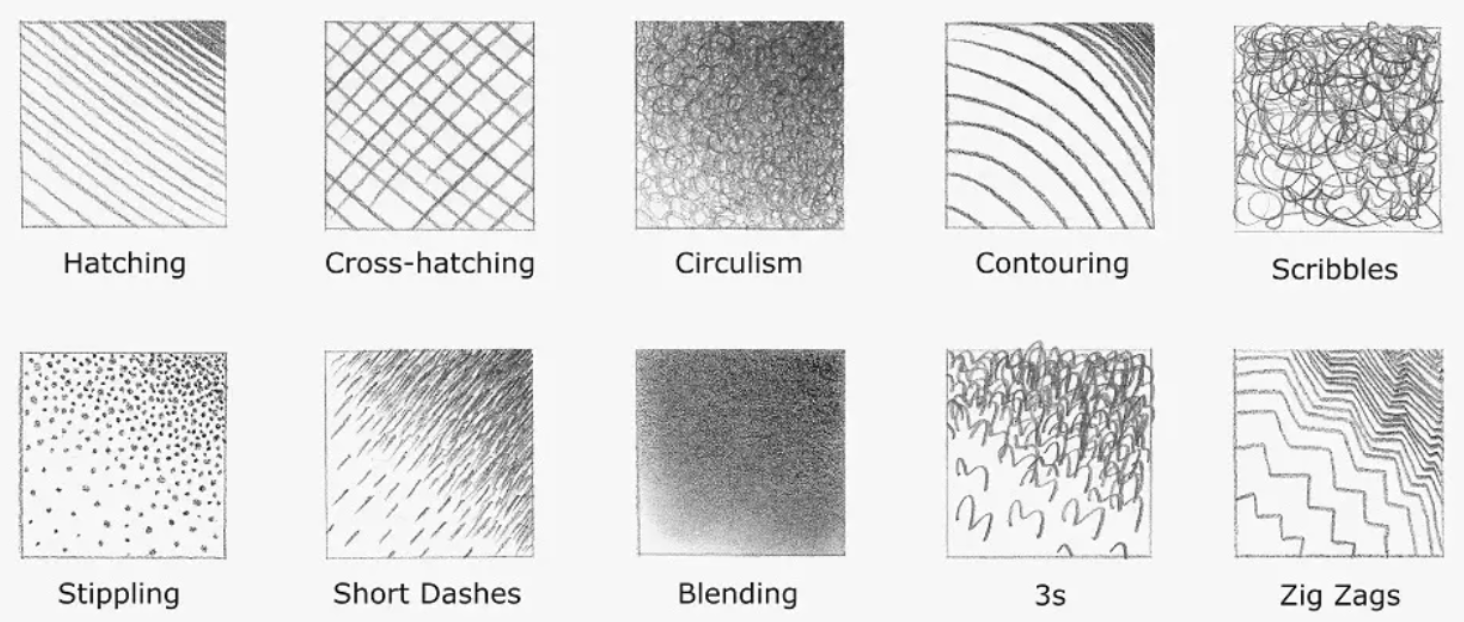 Hatching
Cross-hatching
Circulism
Contouring
Scribbles
Stippling
Short Dashes
Blending
3s
Zig Zags